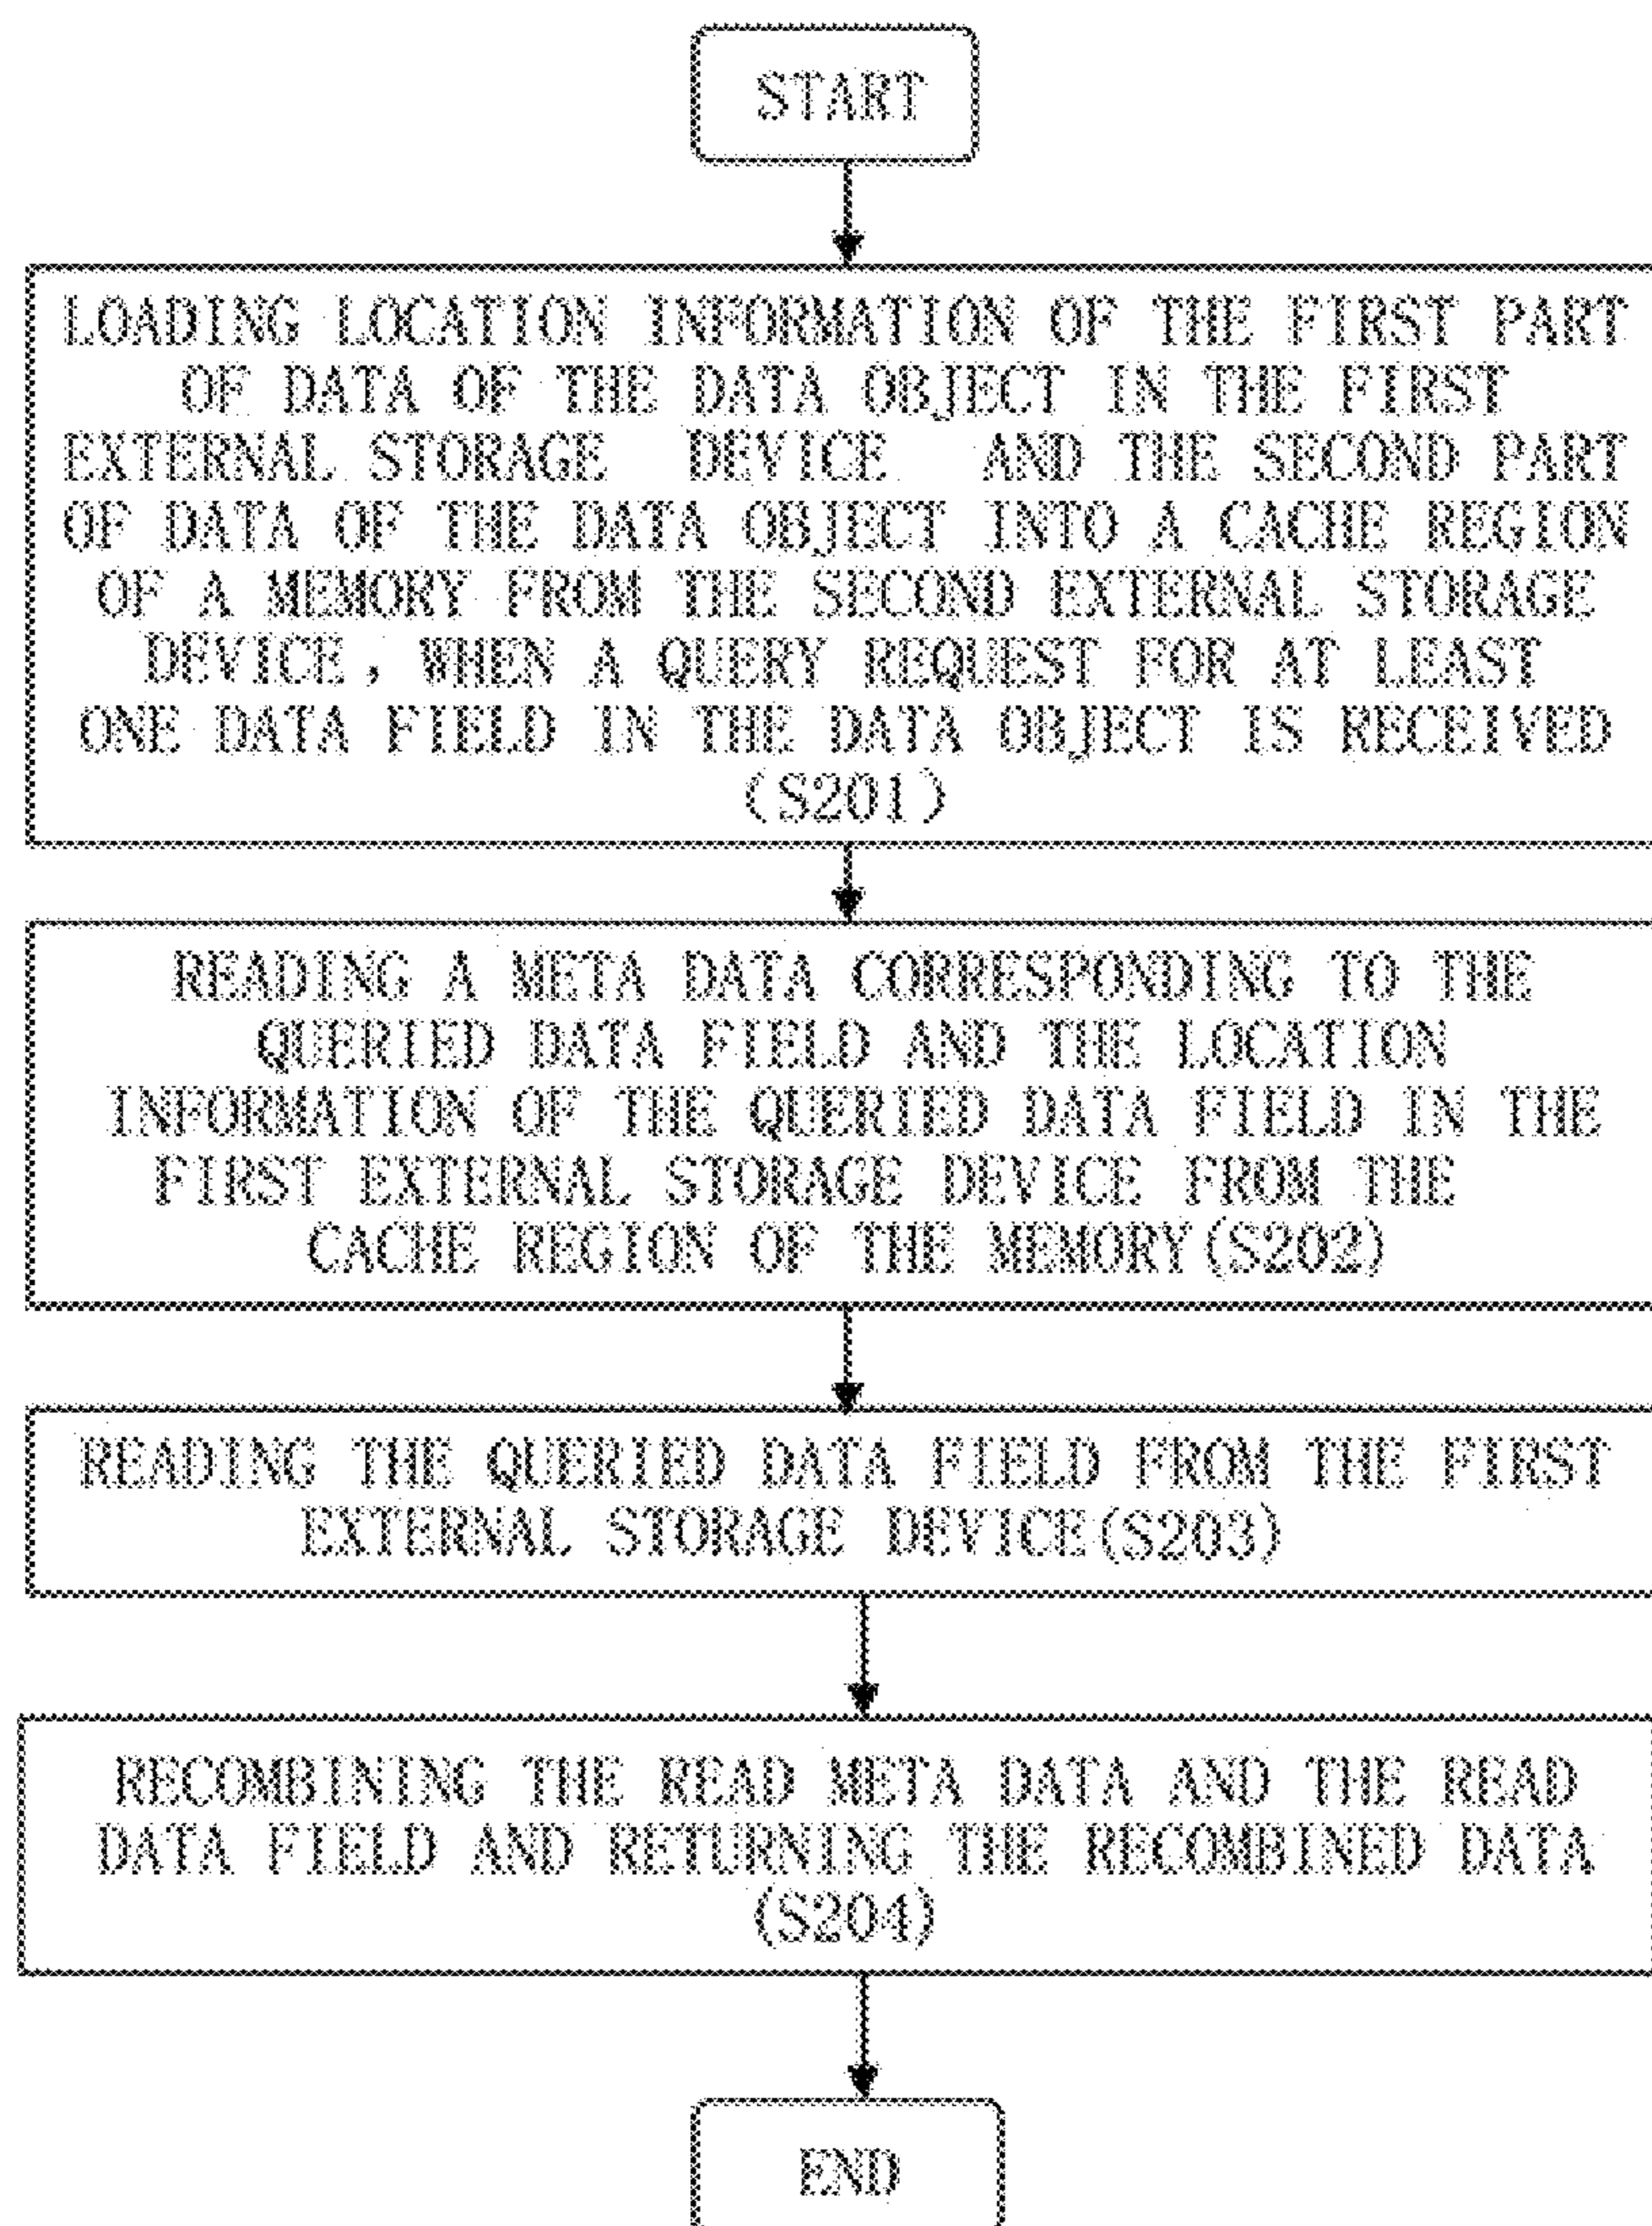 START
LOADING LOCATION INFORMATION OF THE FIRST PART
OF DATA OF THE DATA OBJECT IN THE FIRST
EXTERNAL STORAGE DEVICE AND THE SECOND PART
OF DATA OF THE DATA OBJECT INTO A CACHE REGION
OF A MEMORY FROM THE SECOND EXTERNAL STORAGE
DEVICE, WHEN A QUERY REQUEST FOR AT LEAST
ONE DATA FIELD IN THE DATA OBJECT IS RECEIVED
(S201)
READING A META DATA CORRESPONDING TO THE
QUERIED DATA FIELD AND THE LOCATION
INFORMATION OF THE QUERIED DATA FIELD IN THE
FIRST EXTERNAL STORAGE DEVICE FROM THE
CACHE REGION OF THE MEMORY(S202)
READING THE QUERIED DATA FIELD FROM THE FIRST
EXTERNAL STORAGE DEVICE(S203)
RECOMBINING THE READ META DATA AND THE READ
DATA FIELD AND RETURNING THE RECOMBINED DATA
(S204)
END